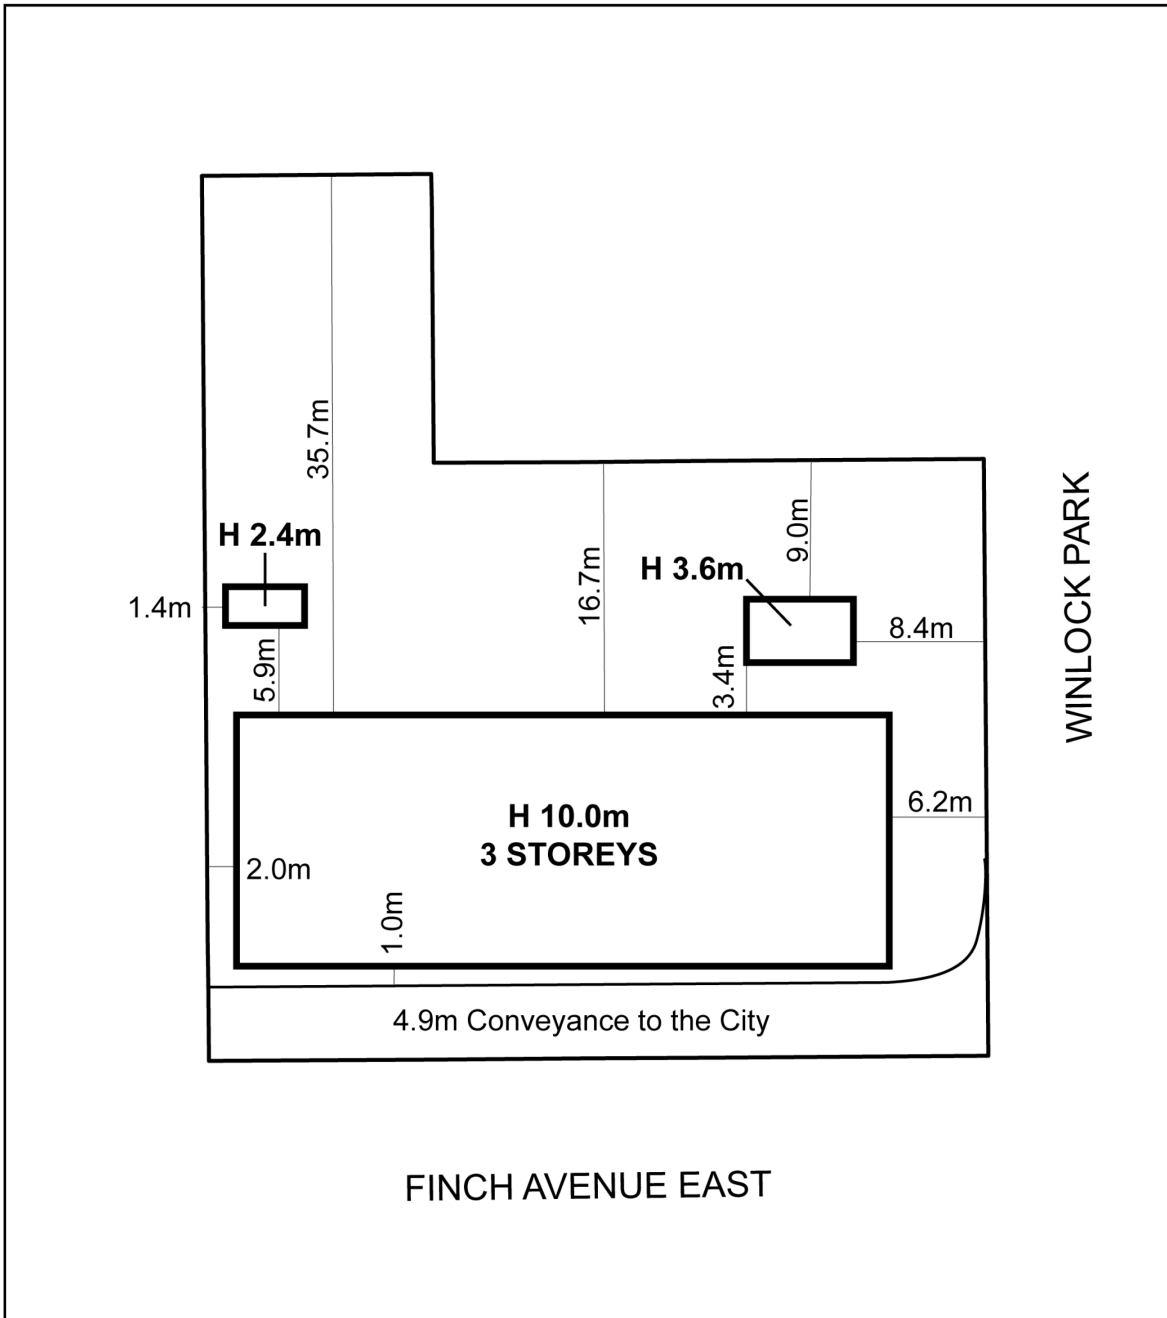 35.7m
H 2.4m
9.0m
16.7m
H 3.6m
1.4m
8.4m
5.9m
3.4m
WINLOCK PARK
6.2m
H 10.0m
3 STOREYS
2.0m
1.0m
4.9m Conveyance to the City
FINCH AVENUE EAST